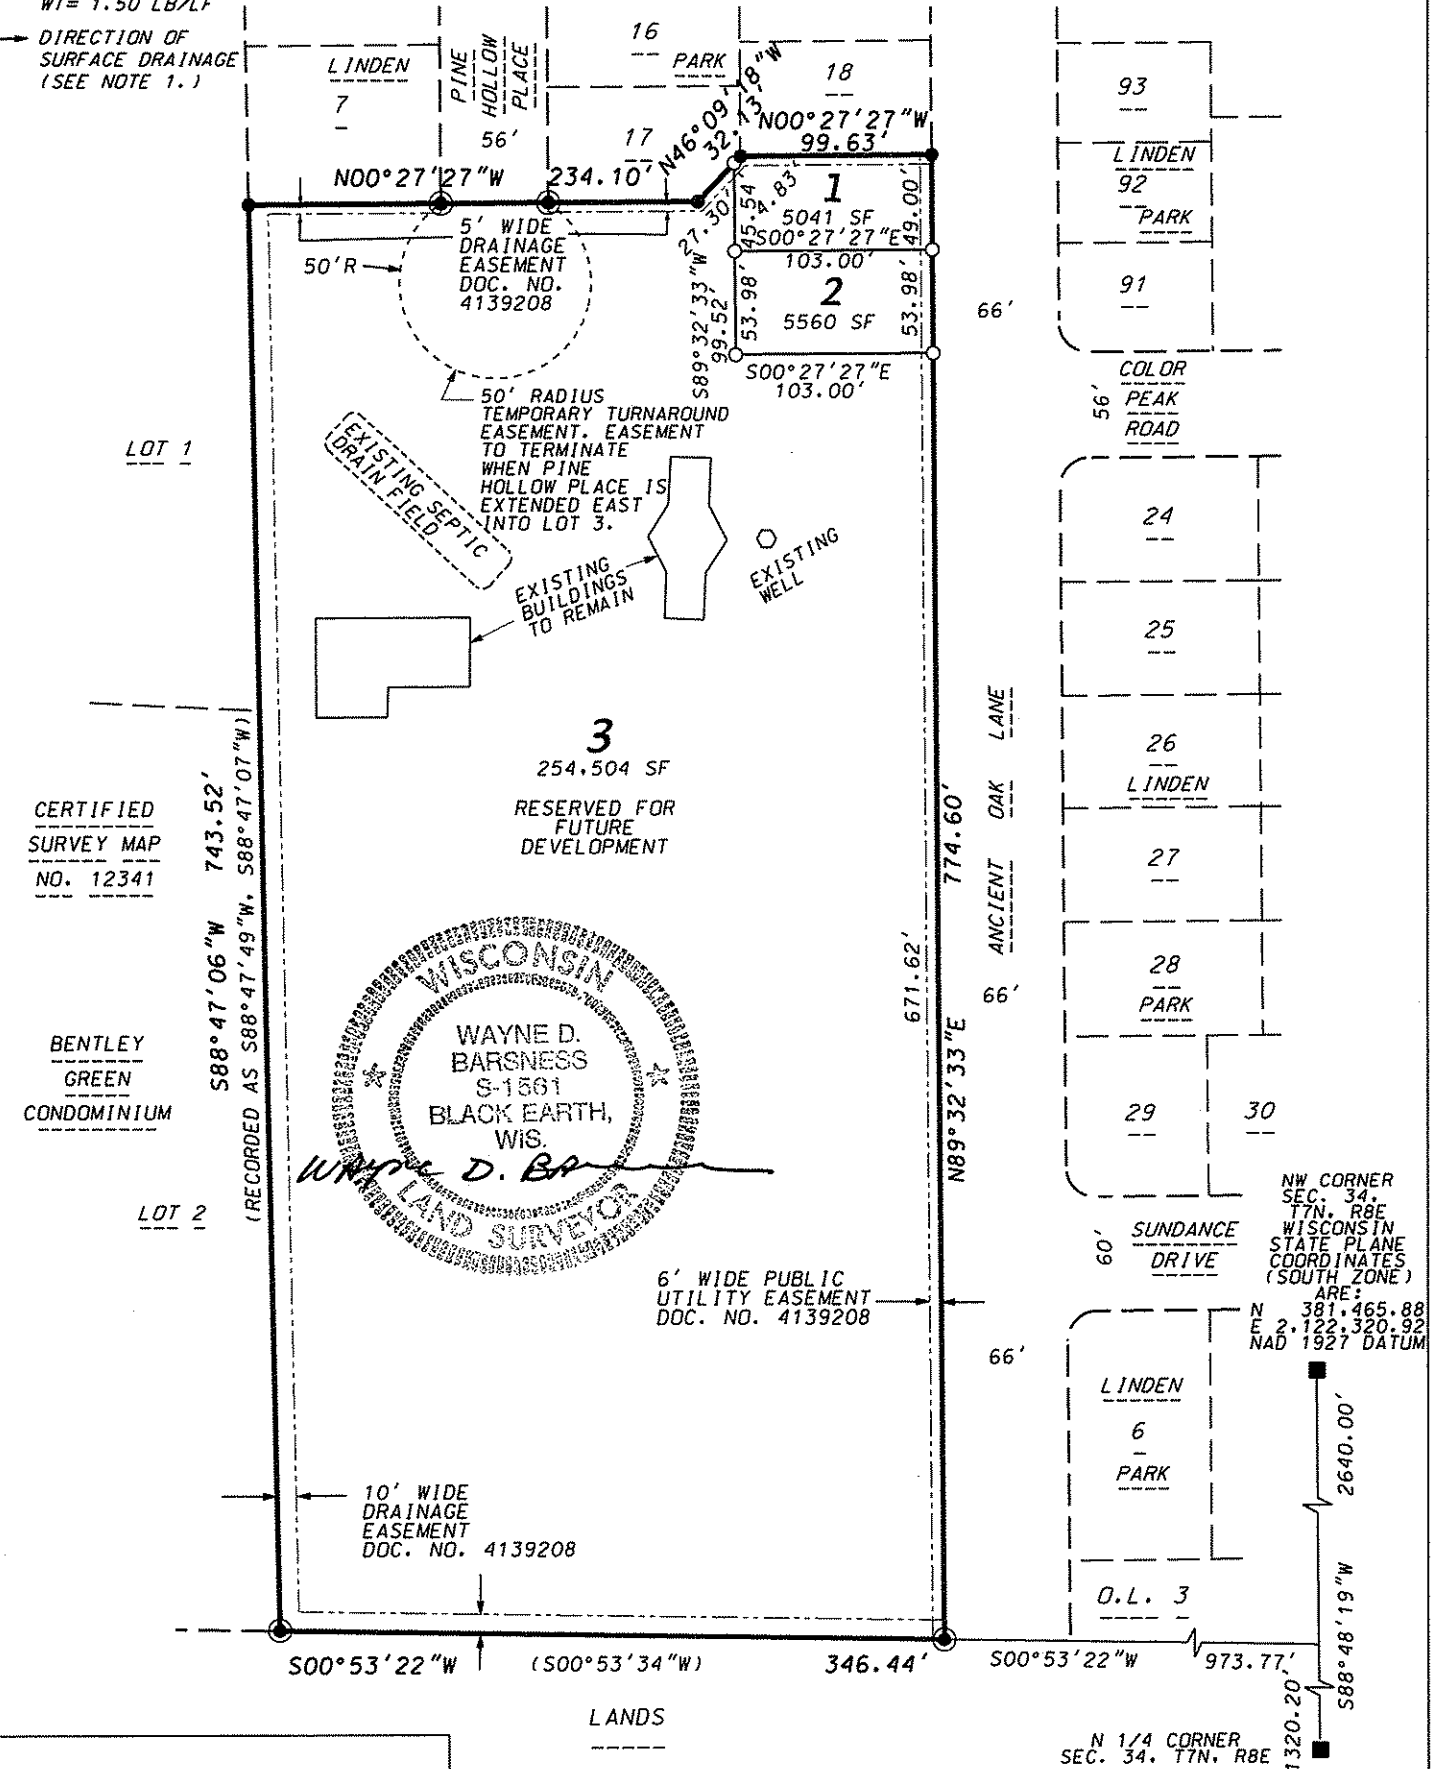 WT= 1.50 LB/LF
DIRECTION OF
SURFACE DRAINAGE
(SEE NOTE 1.)
LINDEN
7
PINE
HOLLOW
PLACE
56'
16
PARK
17
18
N46°09'18"W
32.13'
N00°27'27"W
99.63'
N00°27'27"W 234.10'
93
LINDEN
92
PARK
91
1
5041 SF
S00°27'27"E
103.00'
45.54
4.83'
49.00'
27.30'
2
5560 SF
53.98'
53.98'
S00°27'27"E
103.00'
S89°32'33"W
99.52'
5' WIDE
DRAINAGE
EASEMENT
DOC. NO.
4139208
50'R
50' RADIUS
TEMPORARY TURNAROUND
EASEMENT. EASEMENT
TO TERMINATE
WHEN PINE
HOLLOW PLACE IS
EXTENDED EAST
INTO LOT 3.
66'
COLOR
PEAK
ROAD
56'
LOT 1
EXISTING SEPTIC
DRAIN FIELD
EXISTING
BUILDINGS
TO REMAIN
EXISTING
WELL
24
25
26
LINDEN
27
28
PARK
29
30
3
254,504 SF
RESERVED FOR
FUTURE
DEVELOPMENT
CERTIFIED
SURVEY MAP
NO. 12341
S88°47'06"W 743.52'
(RECORDED AS S88°47'49"W, S88°47'07"W)
BENTLEY
GREEN
CONDOMINIUM
LOT 2
ANCIENT OAK LANE
774.60'
671.62'
N89°32'33"E
66'
WISCONSIN
WAYNE D.
BARSNESS
S-1561
BLACK EARTH,
WIS.
LAND SURVEYOR
6' WIDE PUBLIC
UTILITY EASEMENT
DOC. NO. 4139208
60'
SUNDANCE
DRIVE
NW CORNER
SEC. 34,
T7N, R8E
WISCONSIN
STATE PLANE
COORDINATES
(SOUTH ZONE)
ARE:
N 381,465.88
E 2,122,320.92
NAD 1927 DATUM
66'
LINDEN
6
PARK
2640.00'
S88°48'19"W
10' WIDE
DRAINAGE
EASEMENT
DOC. NO. 4139208
O.L. 3
S00°53'22"W (S00°53'34"W) 346.44'
S00°53'22"W 973.77'
1320.20'
LANDS
N 1/4 CORNER
SEC. 34, T7N, R8E